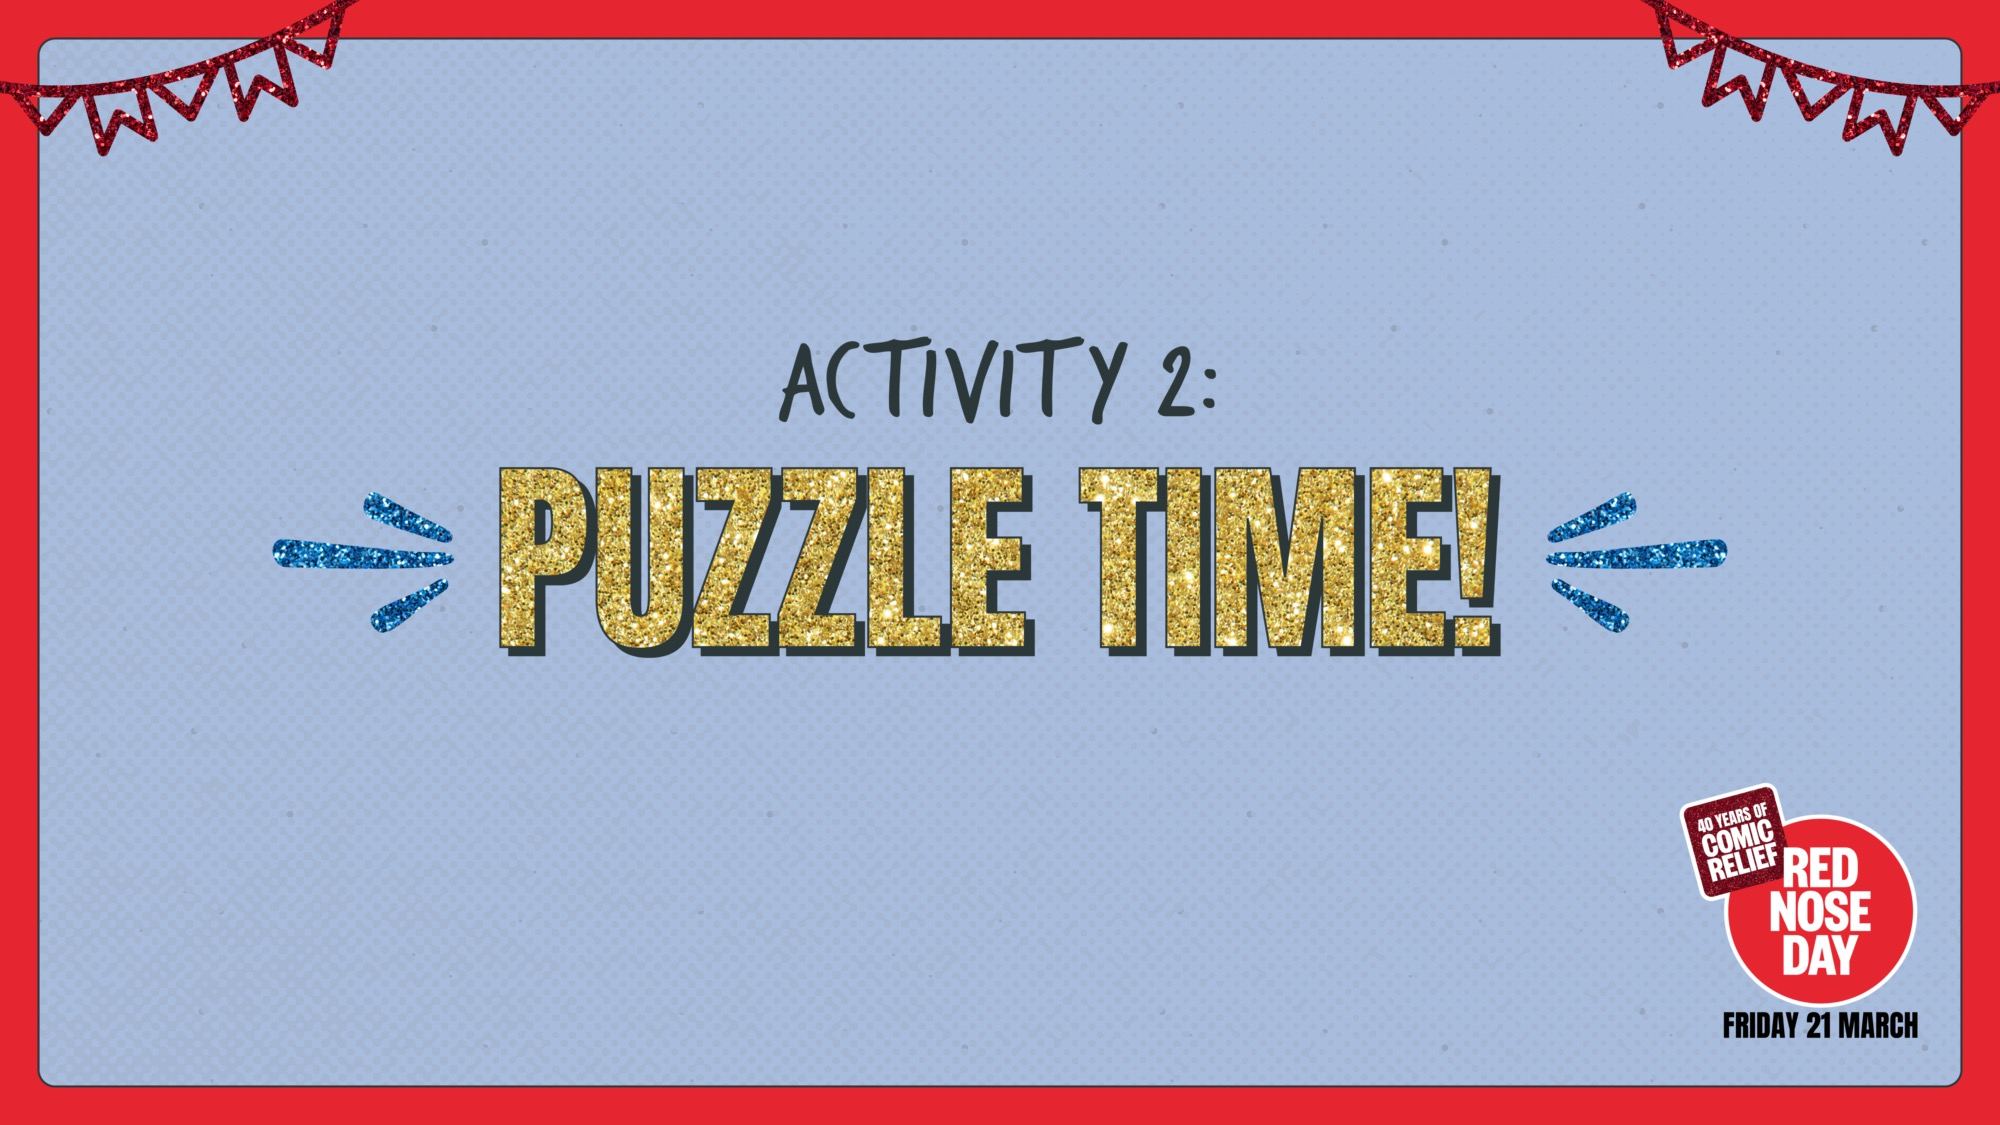 ACTIVITY 2:
PUZZLE TIME!
40 YEARS OF
COMIC
RELIEF
RED
NOSE
DAY
FRIDAY 21 MARCH